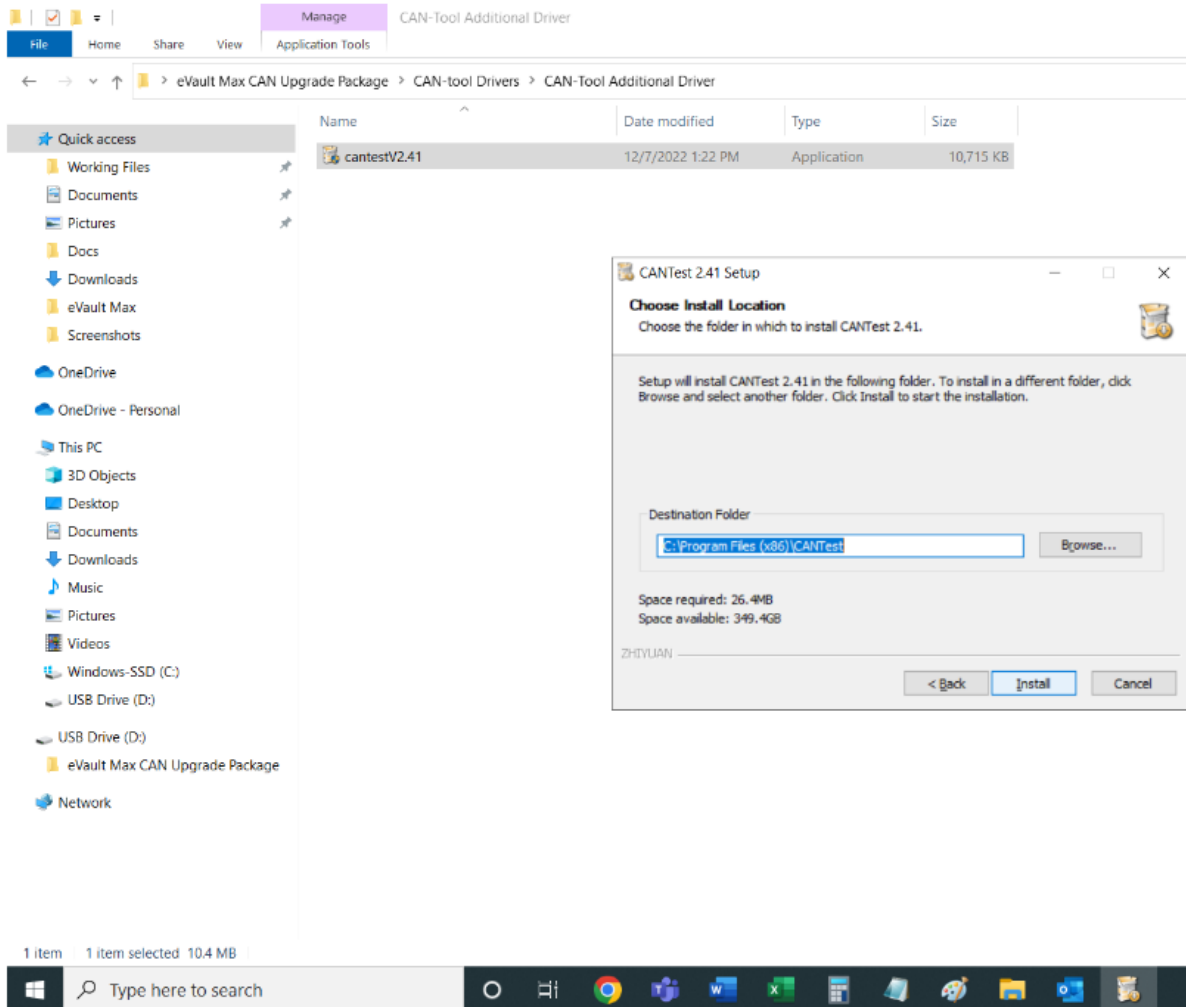 Manage
CAN-Tool Additional Driver
File
Home
Share
View
Application Tools
eVault Max CAN Upgrade Package > CAN-tool Drivers > CAN-Tool Additional Driver
Name
Date modified
Type
Size
Quick access
cantestV2.41
12/7/2022 1:22 PM
Application
10,715 KB
Working Files
Documents
Pictures
Docs
Downloads
eVault Max
Screenshots
OneDrive
OneDrive - Personal
This PC
3D Objects
Desktop
Documents
Downloads
Music
Pictures
Videos
Windows-SSD (C:)
USB Drive (D:)
USB Drive (D:)
eVault Max CAN Upgrade Package
Network
CANTest 2.41 Setup
Choose Install Location
Choose the folder in which to install CANTest 2.41.
Setup will install CANTest 2.41 in the following folder. To install in a different folder, click
Browse and select another folder. Click Install to start the installation.
Destination Folder
C:\Program Files (x86)\CANTest
Browse...
Space required: 26.4MB
Space available: 349.4GB
ZHIYUAN
< Back
Install
Cancel
1 item
1 item selected 10.4 MB
Type here to search